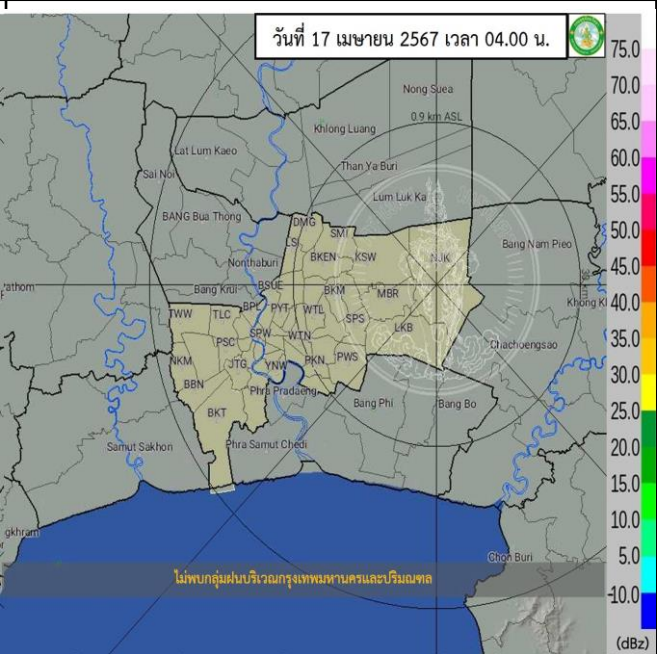 วันที่ 17 เมษายน 2567 เวลา 04.00 น.
75.0
70.0
65.0
60.0
55.0
50.0
45.0
40.0
35.0
30.0
25.0
20.0
15.0
10.0
5.0
-10.0
(dBz)
Nong Suea
0.9 km ASL
Khlong Luang
Lat Lum Kaeo
Than Ya Buri
Sai Noi
Lum Luk Ka
BANG Bua Thong
DMG
SMI
LSI
Bang Nam Pieo
Nonthaburi
BKEN
KSW
NJK
Bang Krui
BSUE
BKM
MBR
TWW
TLC
BPL
PYT
WTL
SPS
LKB
PSC
SPW
WTN
Chachoengsao
NKM
JTG
YNW
PKN
PWS
BBN
Phra Pradaeng
BKT
Bang Phi
Bang Bo
Samut Sakhon
Phra Samut Chedi
gkhram
Chon Buri
ไม่พบกลุ่มฝนบริเวณกรุงเทพมหานครและปริมณฑล